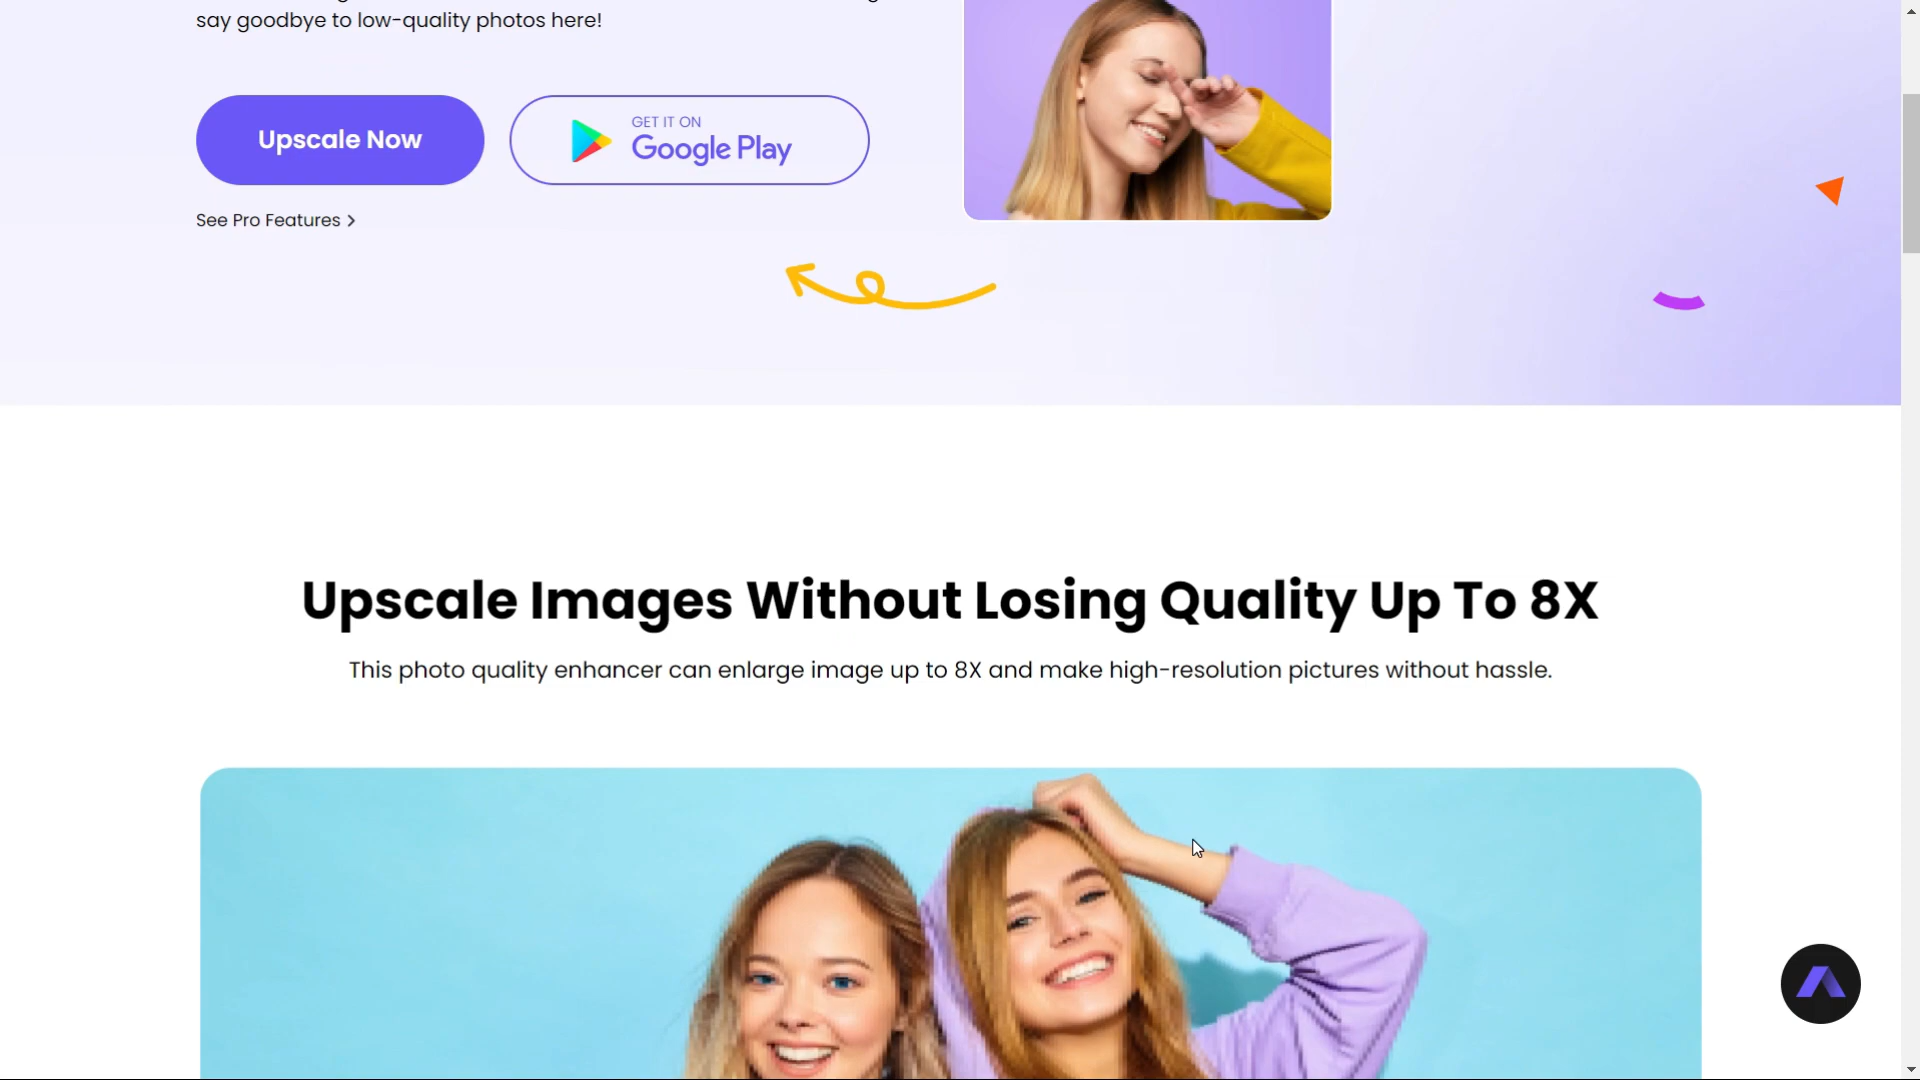 say goodbye to low-quality photos here!
Upscale Now
GET IT ON
Google Play
See Pro Features
Upscale Images Without Losing Quality Up To 8X
This photo quality enhancer can enlarge image up to 8X and make high-resolution pictures without hassle.